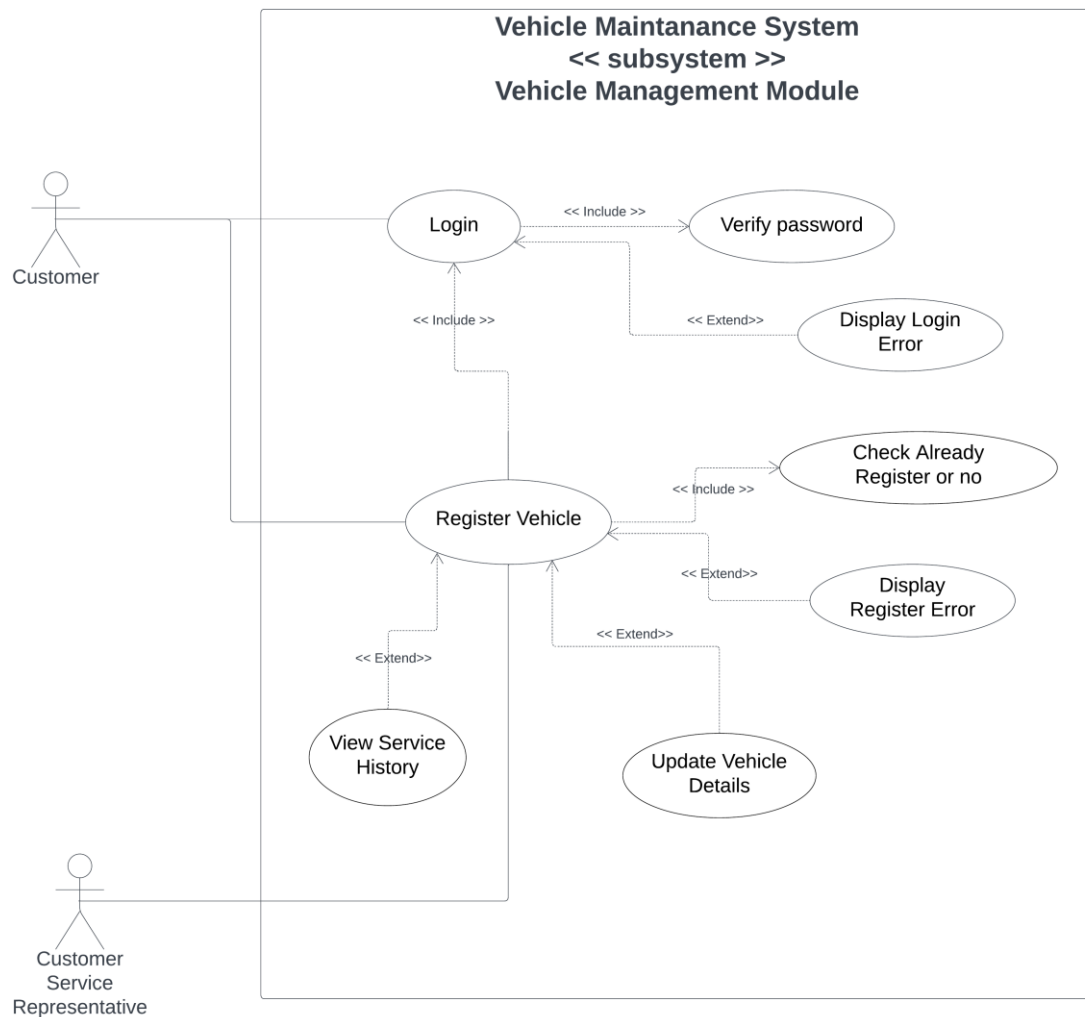 Vehicle Maintanance System
<< subsystem >>
Vehicle Management Module
Customer
Login
<< Include >>
Verify password
<< Include >>
<< Extend>>
Display Login
Error
Check Already
Register or no
<< Include >>
Register Vehicle
<< Extend>>
Display
Register Error
<< Extend>>
<< Extend>>
View Service
History
Update Vehicle
Details
Customer
Service
Representative